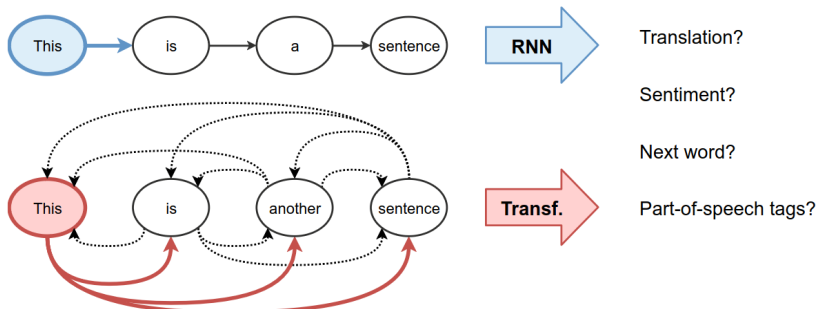 This is a sentence RNN
Translation?
Sentiment?
Next word?
This is another sentence Transf.
Part-of-speech tags?